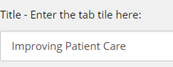 Title - Enter the tab tile here:
Improving Patient Care